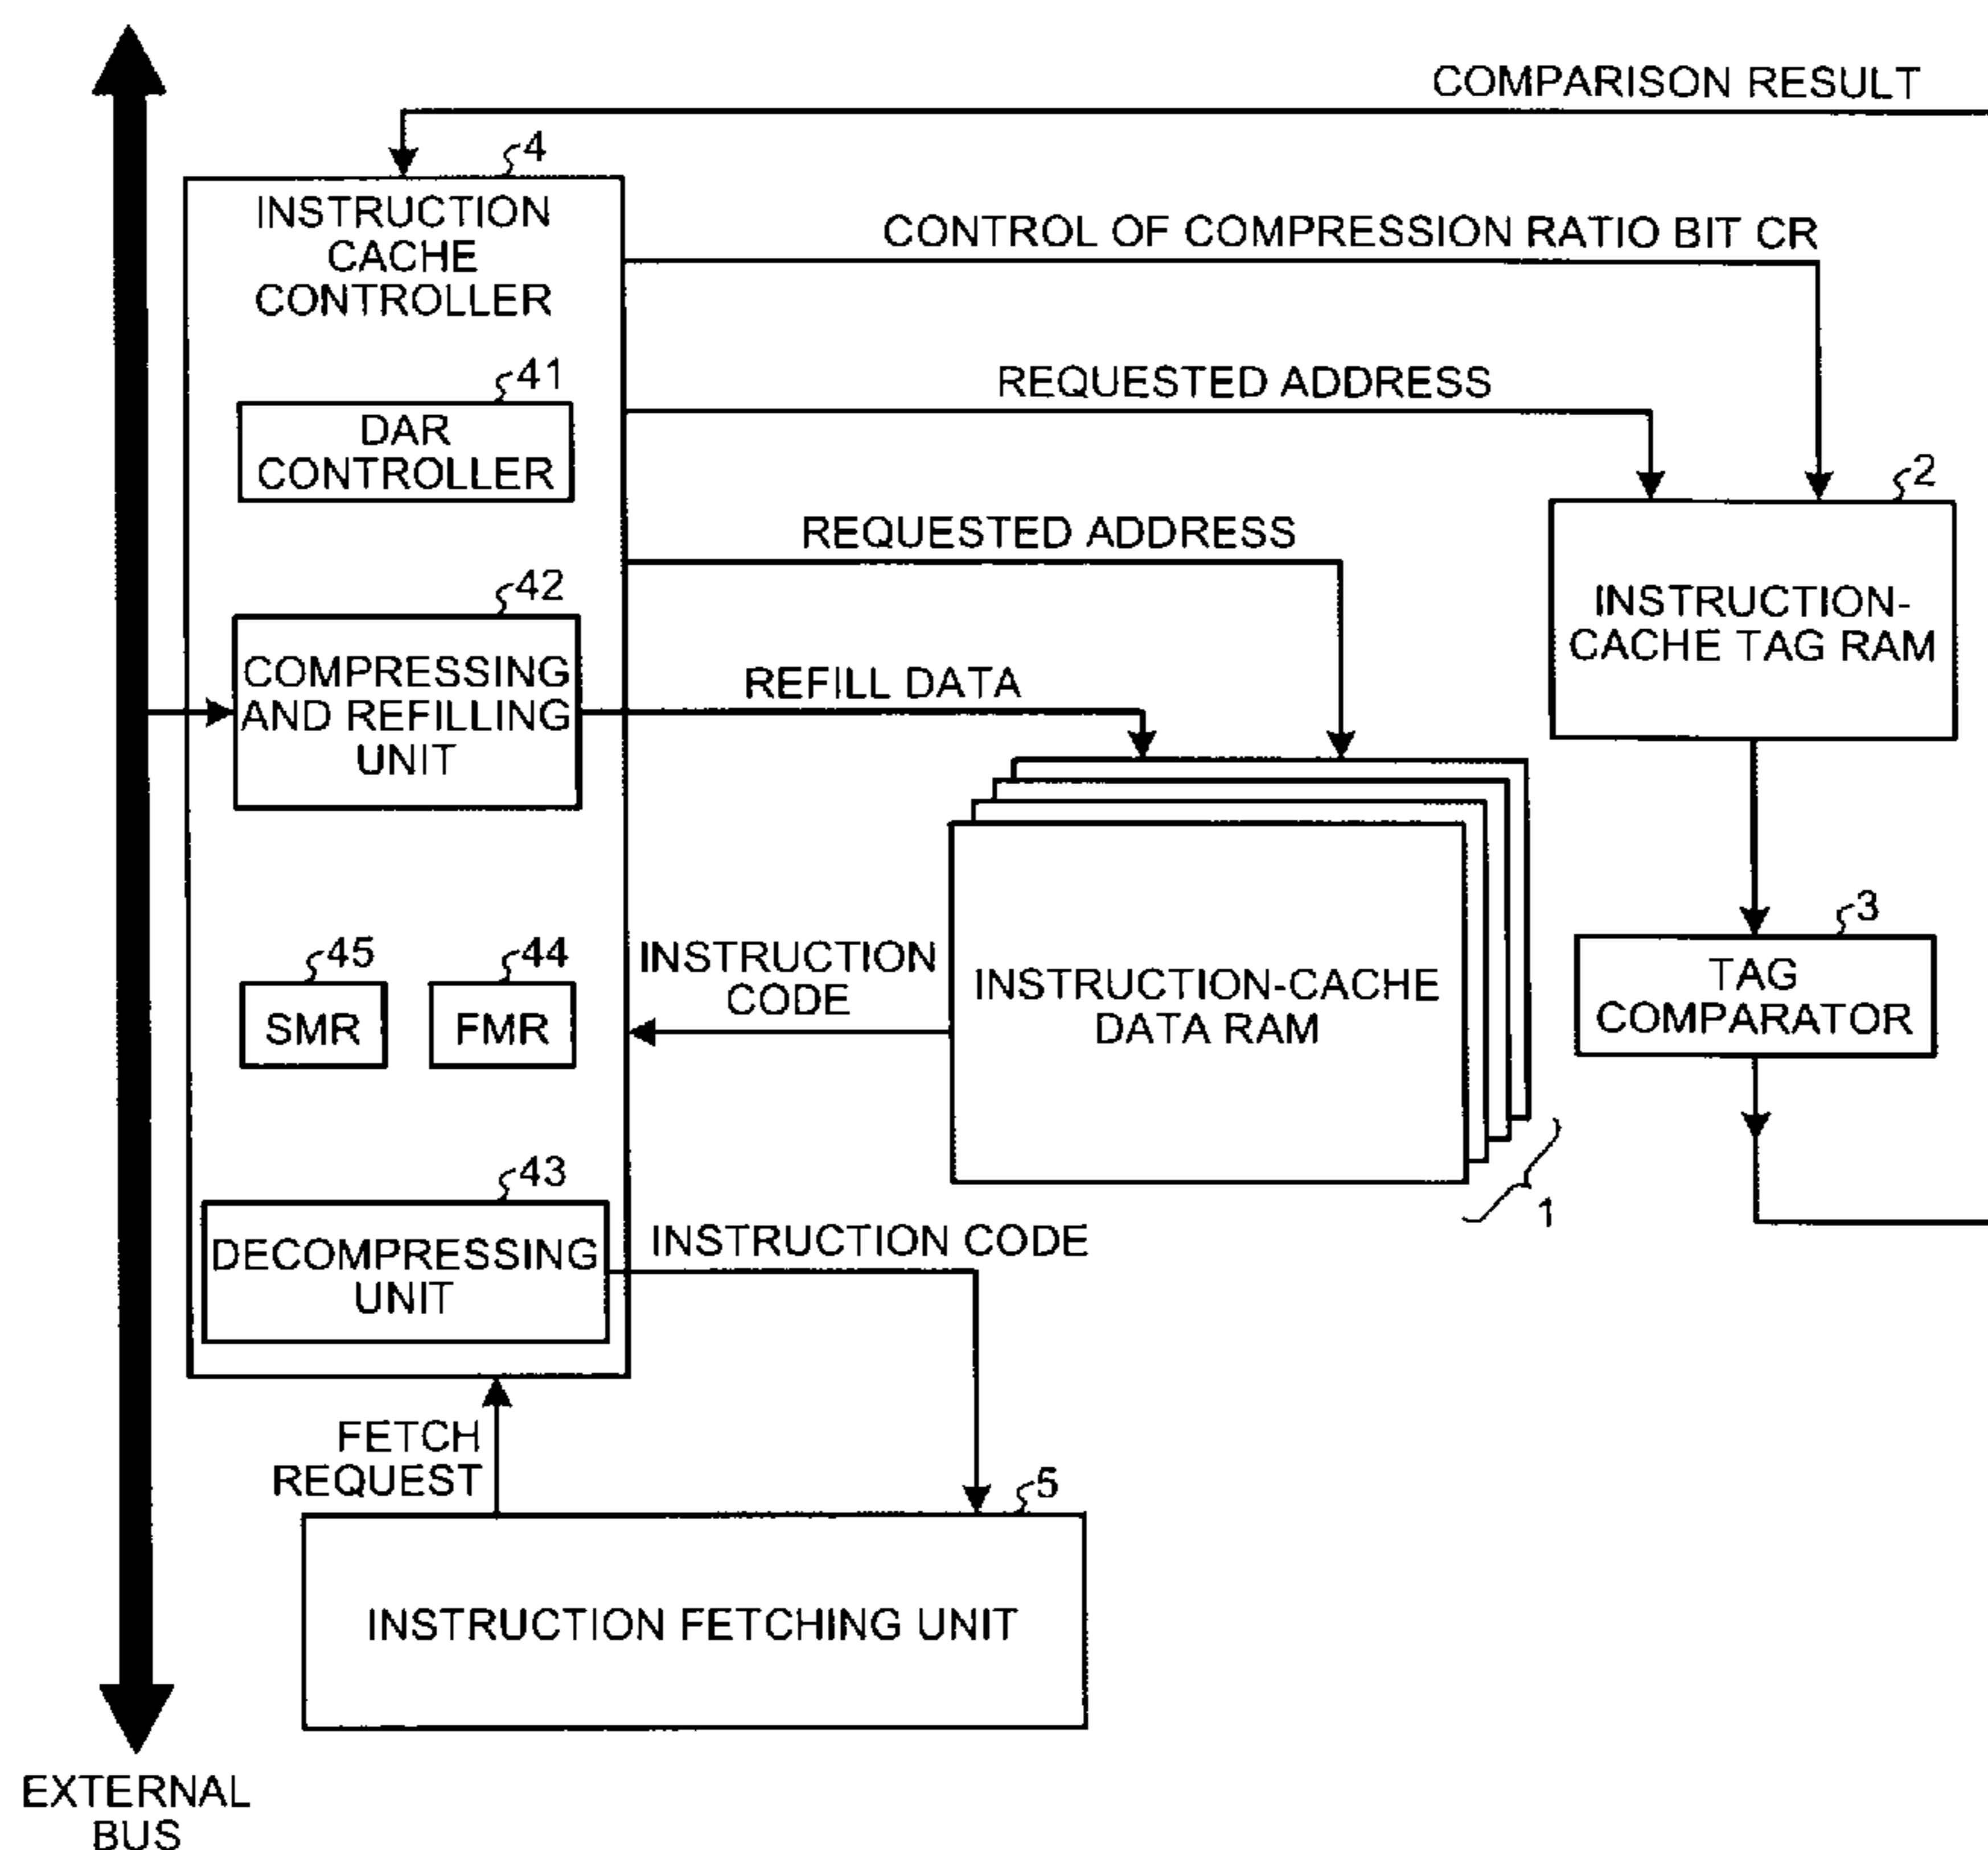 COMPARISON RESULT
4
INSTRUCTION
CACHE
CONTROLLER
CONTROL OF COMPRESSION RATIO BIT CR
41
DAR
CONTROLLER
REQUESTED ADDRESS
2
INSTRUCTION-
CACHE TAG RAM
REQUESTED ADDRESS
42
COMPRESSING
AND REFILLING
UNIT
REFILL DATA
3
TAG
COMPARATOR
45
SMR
44
FMR
INSTRUCTION
CODE
INSTRUCTION-CACHE
DATA RAM
1
43
DECOMPRESSING
UNIT
INSTRUCTION CODE
FETCH
REQUEST
5
INSTRUCTION FETCHING UNIT
EXTERNAL
BUS